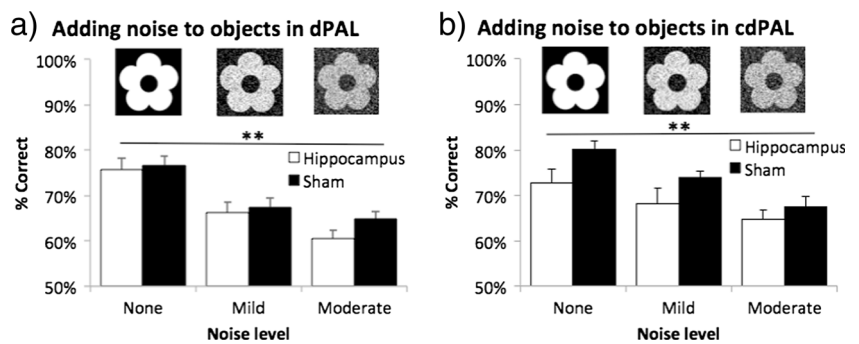 a) Adding noise to objects in dPAL
100%
90%
80%
70%
60%
50%
% Correct
**
Hippocampus
Sham
None Mild Moderate
Noise level
b) Adding noise to objects in cdPAL
100%
90%
80%
70%
60%
50%
% Correct
**
Hippocampus
Sham
None Mild Moderate
Noise level